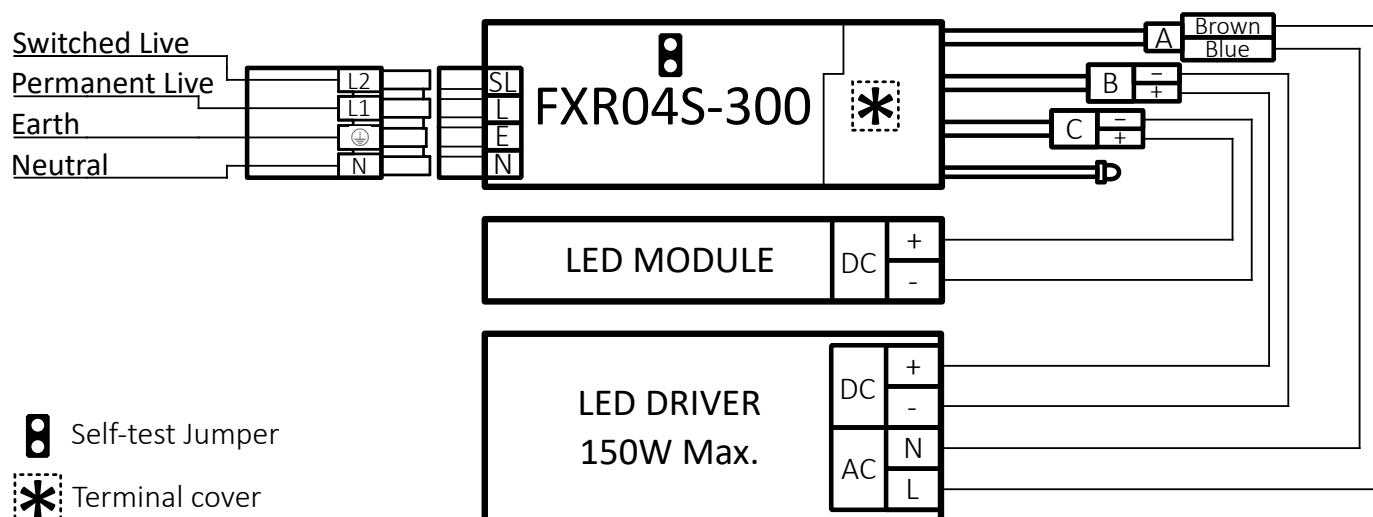 Switched Live
Permanent Live
Earth
Neutral
L2
L1
N
SL
L
E
N
FXR04S-300
A
Brown
Blue
B
−
+
C
−
+
LED MODULE
DC
+
-
LED DRIVER
150W Max.
DC
+
-
AC
N
L
Self-test Jumper
Terminal cover